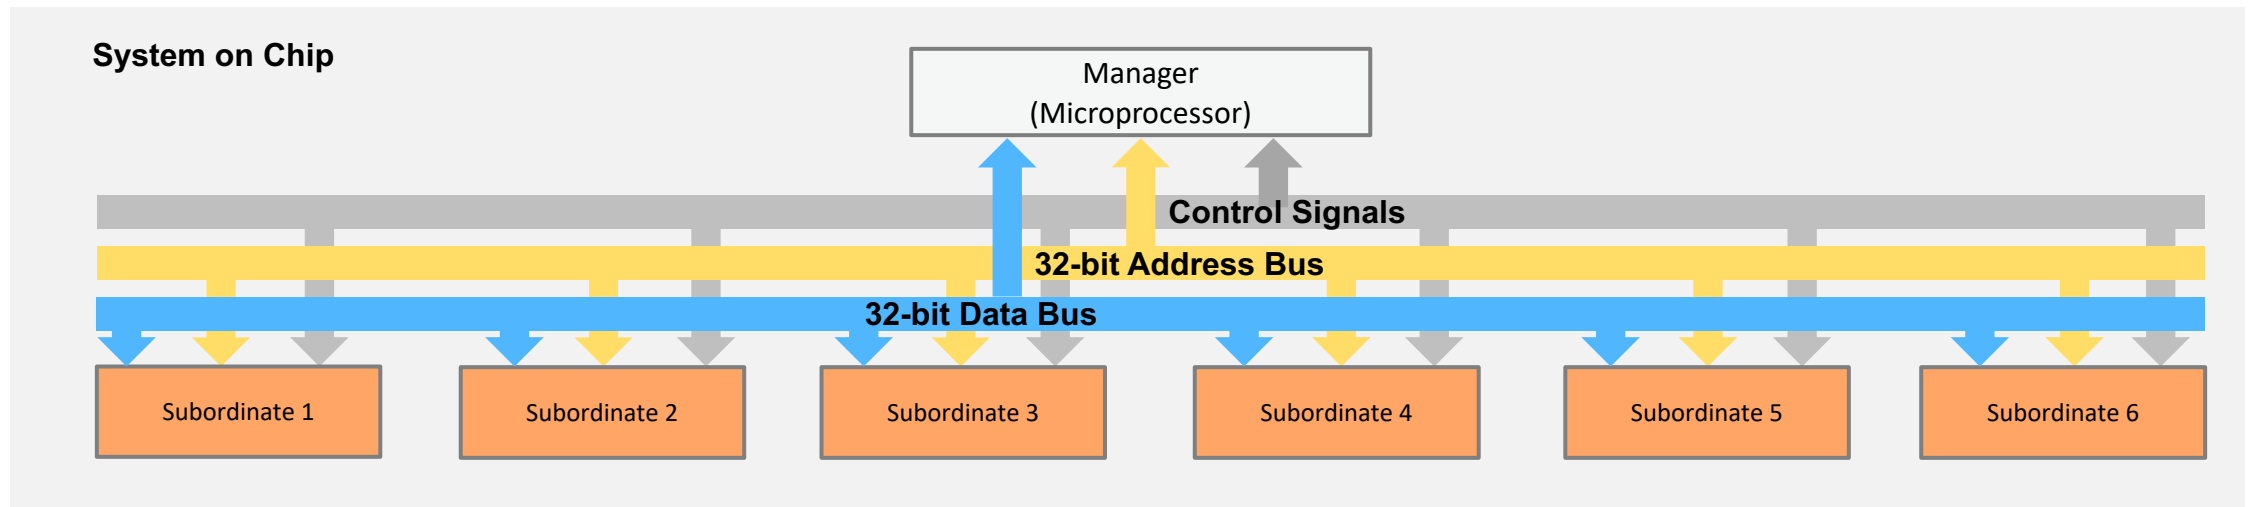 System on Chip
Manager
(Microprocessor)
Control Signals
32-bit Address Bus
32-bit Data Bus
Subordinate 1
Subordinate 2
Subordinate 3
Subordinate 4
Subordinate 5
Subordinate 6